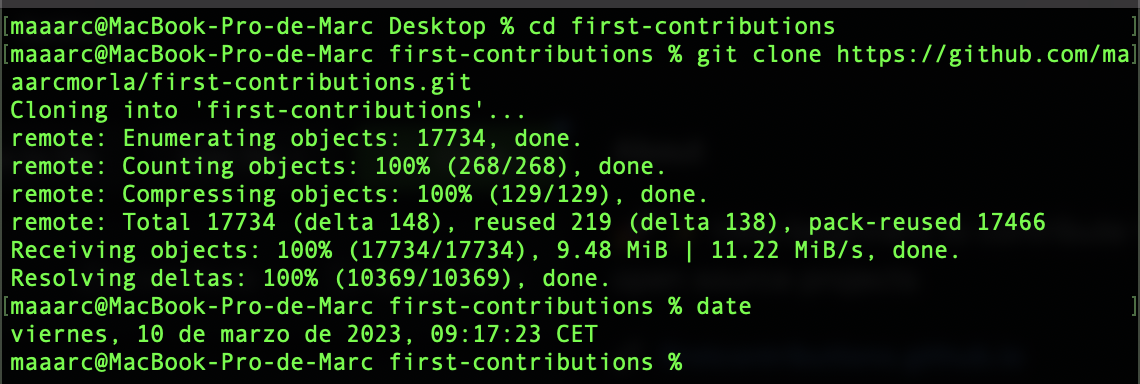 [maaarc@MacBook-Pro-de-Marc Desktop % cd first-contributions ]
[maaarc@MacBook-Pro-de-Marc first-contributions % git clone https://github.com/ma]
aarcmorla/first-contributions.git
Cloning into 'first-contributions'...
remote: Enumerating objects: 17734, done.
remote: Counting objects: 100% (268/268), done.
remote: Compressing objects: 100% (129/129), done.
remote: Total 17734 (delta 148), reused 219 (delta 138), pack-reused 17466
Receiving objects: 100% (17734/17734), 9.48 MiB | 11.22 MiB/s, done.
Resolving deltas: 100% (10369/10369), done.
[maaarc@MacBook-Pro-de-Marc first-contributions % date ]
viernes, 10 de marzo de 2023, 09:17:23 CET
maaarc@MacBook-Pro-de-Marc first-contributions %